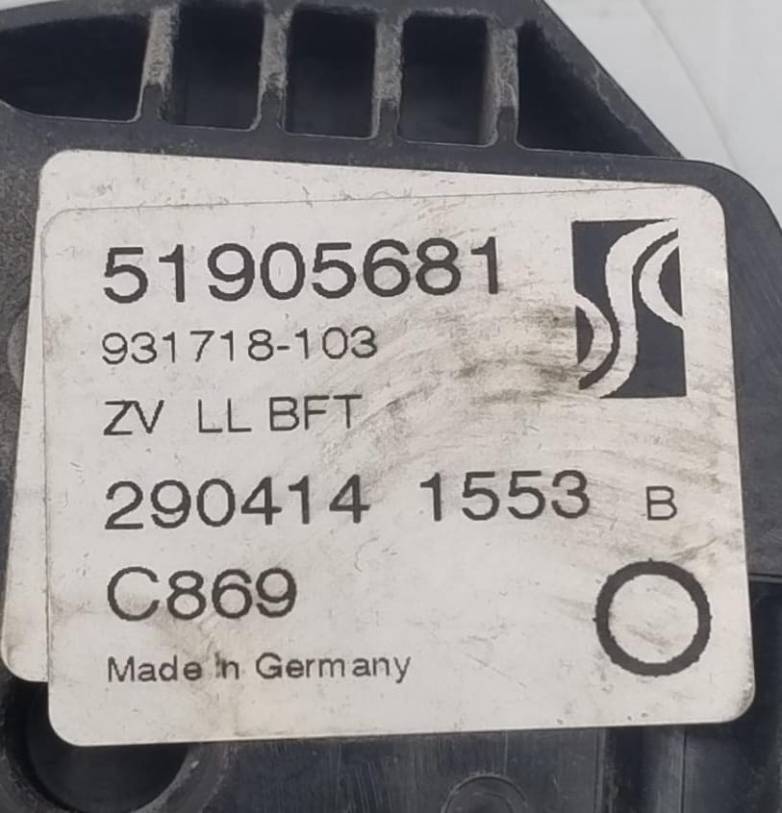 51905681
931718-103
ZV LL BFT
290414 1553 B
C869
Made in Germany